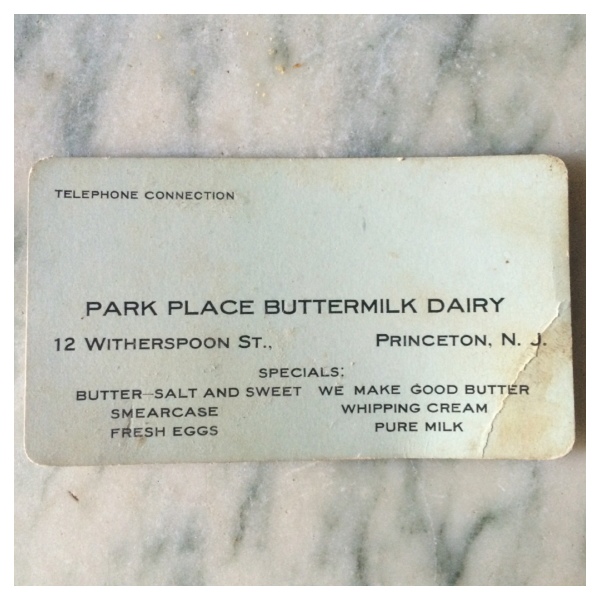 TELEPHONE CONNECTION
PARK PLACE BUTTERMILK DAIRY
12 WITHERSPOON ST., PRINCETON, N. J.
SPECIALS:
BUTTER—SALT AND SWEET WE MAKE GOOD BUTTER
SMEARCASE WHIPPING CREAM
FRESH EGGS PURE MILK